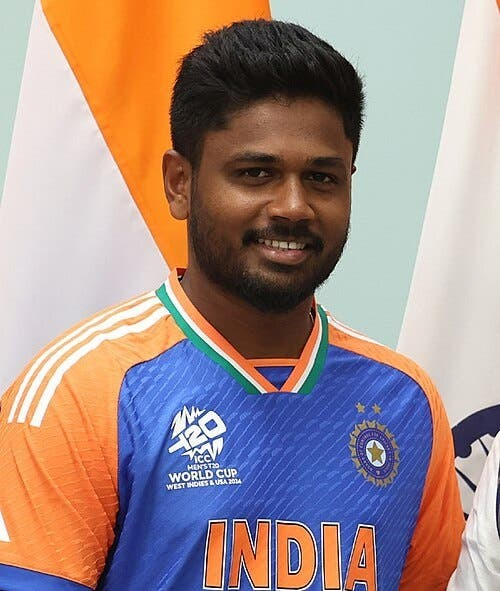 T20
ICC
MEN'S T20
WORLD CUP
WEST INDIES & USA 2024
INDIA